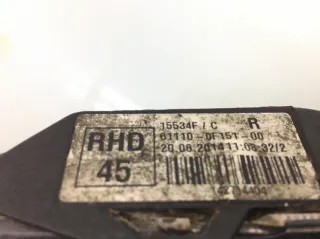 15534F / C R
RHD
61110-0F151-00
45
20.08.2014 11:08:32/2